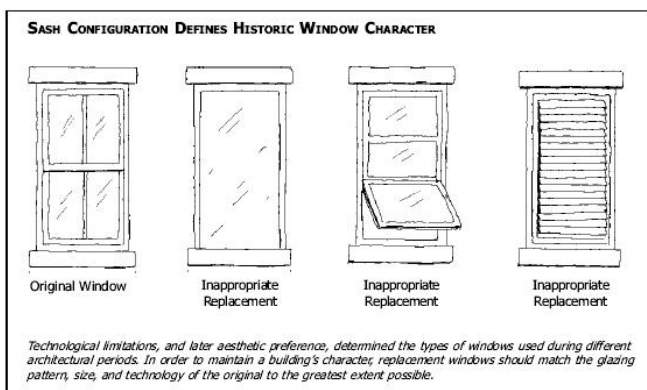 SASH CONFIGURATION DEFINES HISTORIC WINDOW CHARACTER
Original Window
Inappropriate
Replacement
Inappropriate
Replacement
Inappropriate
Replacement
Technological limitations, and later aesthetic preference, determined the types of windows used during different
architectural periods. In order to maintain a building's character, replacement windows should match the glazing
pattern, size, and technology of the original to the greatest extent possible.